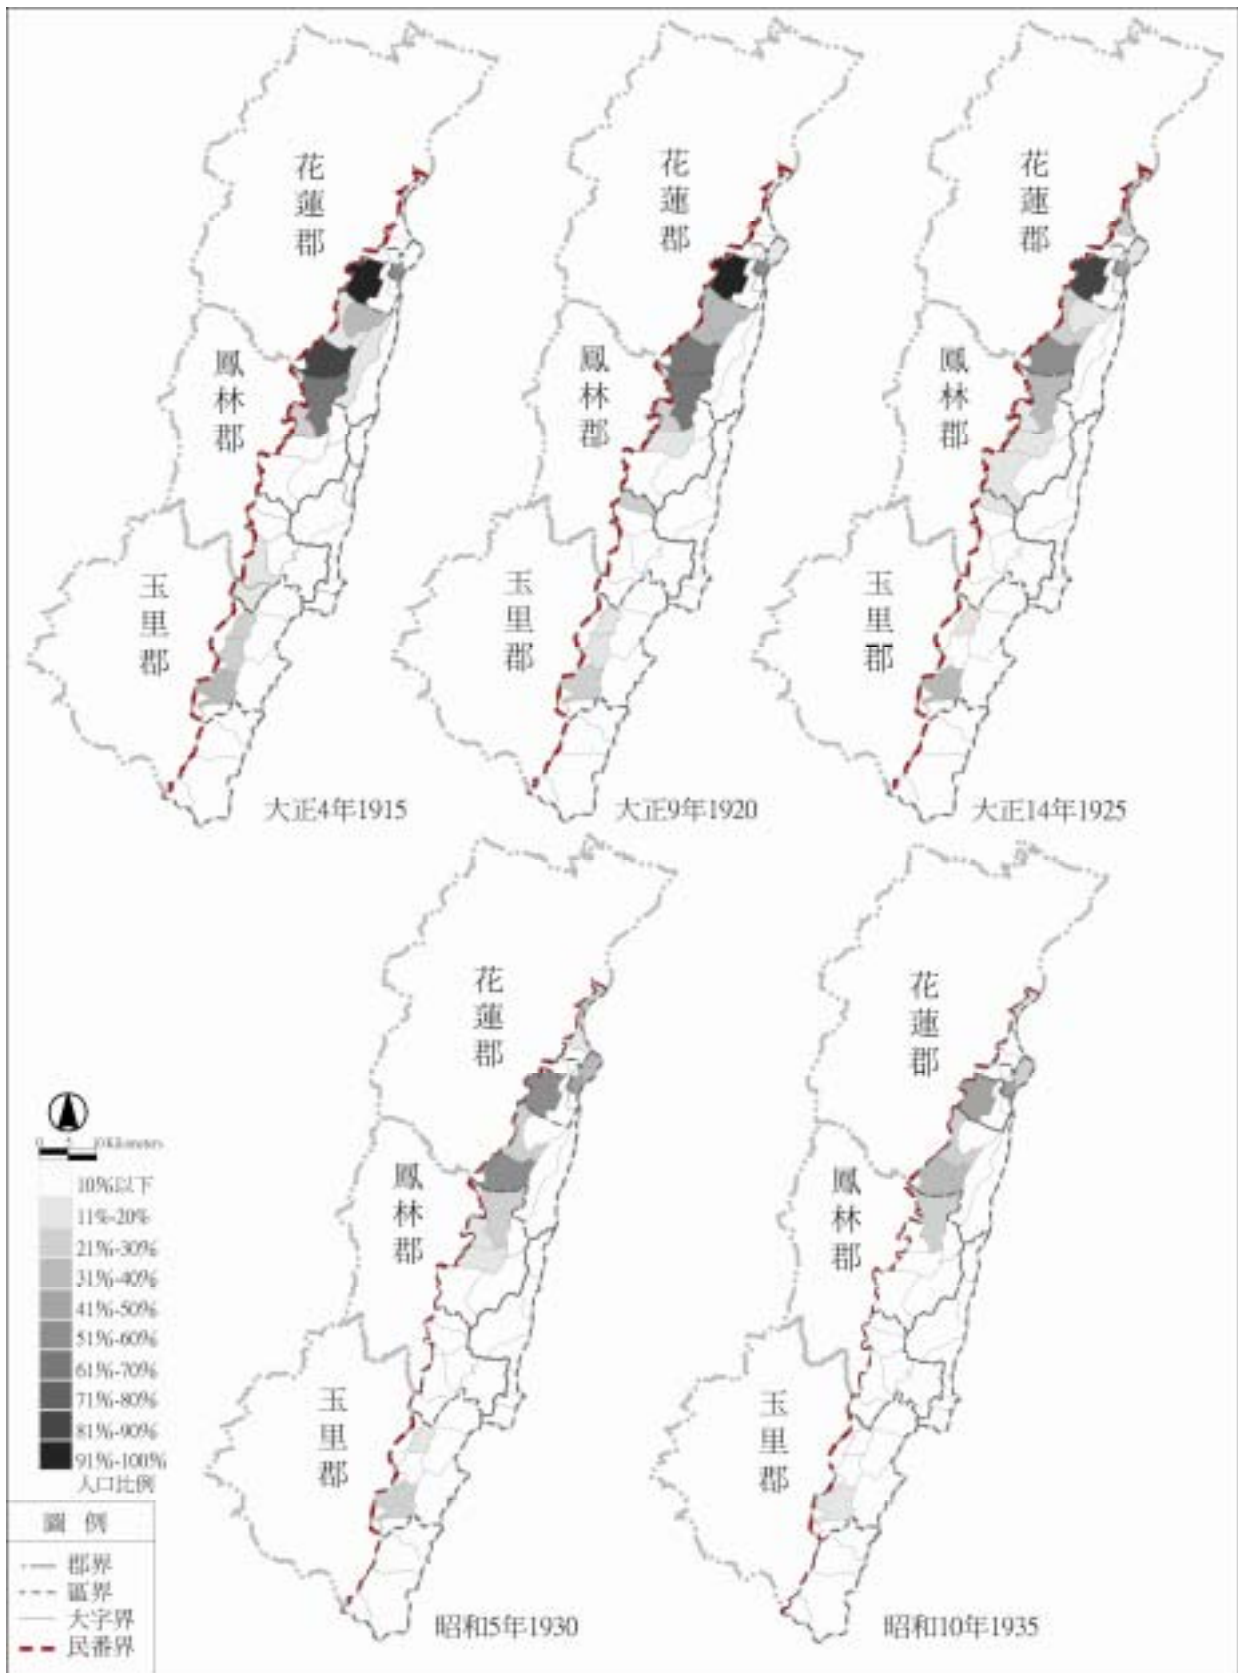 花蓮郡
鳳林郡
玉里郡
大正4年1915
花蓮郡
鳳林郡
玉里郡
大正9年1920
花蓮郡
鳳林郡
玉里郡
大正14年1925
花蓮郡
鳳林郡
玉里郡
昭和5年1930
花蓮郡
鳳林郡
玉里郡
昭和10年1935
0 5 10 Kilometers
10%以下
11%-20%
21%-30%
31%-40%
41%-50%
51%-60%
61%-70%
71%-80%
81%-90%
91%-100%
人口比例
圖例
郡界
區界
大字界
民番界